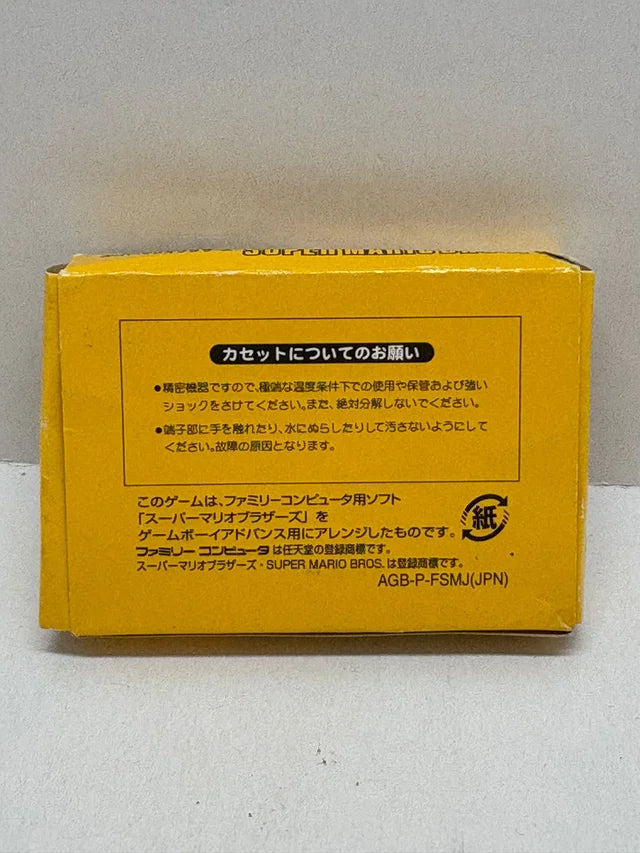 SUPER MARIO
カセットについてのお願い
●精密機器ですので、極端な温度条件下での使用や保管および強い
ショックをさけてください。また、絶対分解しないでください。
●端子部に手を触れたり、水にぬらしたりして汚さないようにして
ください。故障の原因となります。
このゲームは、ファミリーコンピュータ用ソフト
「スーパーマリオブラザーズ」を
ゲームボーイアドバンス用にアレンジしたものです。
紙
ファミリー コンピュータ は任天堂の登録商標です。
スーパーマリオブラザーズ・SUPER MARIO BROS.は登録商標です。
AGB-P-FSMJ(JPN)